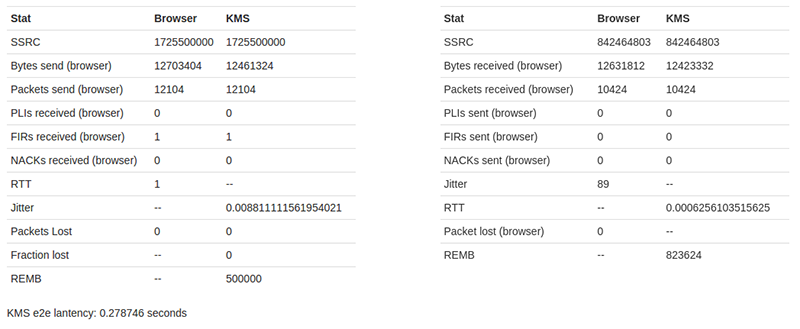 Stat Browser KMS
SSRC 1725500000 1725500000
Bytes send (browser) 12703404 12461324
Packets send (browser) 12104 12104
PLIs received (browser) 0 0
FIRs received (browser) 1 1
NACKs received (browser) 0 0
RTT 1 --
Jitter -- 0.008811111561954021
Packets Lost 0 0
Fraction lost -- 0
REMB -- 500000
KMS e2e lantency: 0.278746 seconds
Stat Browser KMS
SSRC 842464803 842464803
Bytes received (browser) 12631812 12423332
Packets received (browser) 10424 10424
PLIs sent (browser) 0 0
FIRs sent (browser) 0 0
NACKs sent (browser) 0 0
Jitter 89 --
RTT -- 0.0006256103515625
Packet lost (browser) 0 --
REMB -- 823624